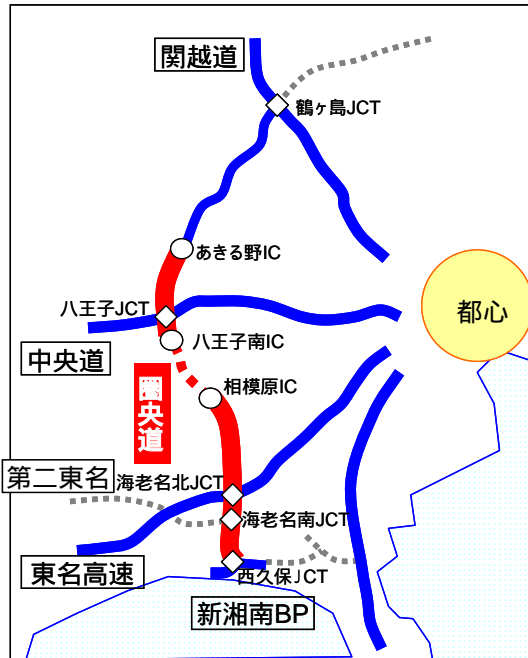 関越道
鶴ヶ島JCT
あきる野IC
八王子JCT
都心
八王子南IC
中央道
相模原IC
圏央道
第二東名
海老名北JCT
海老名南JCT
東名高速
西久保JCT
新湘南BP